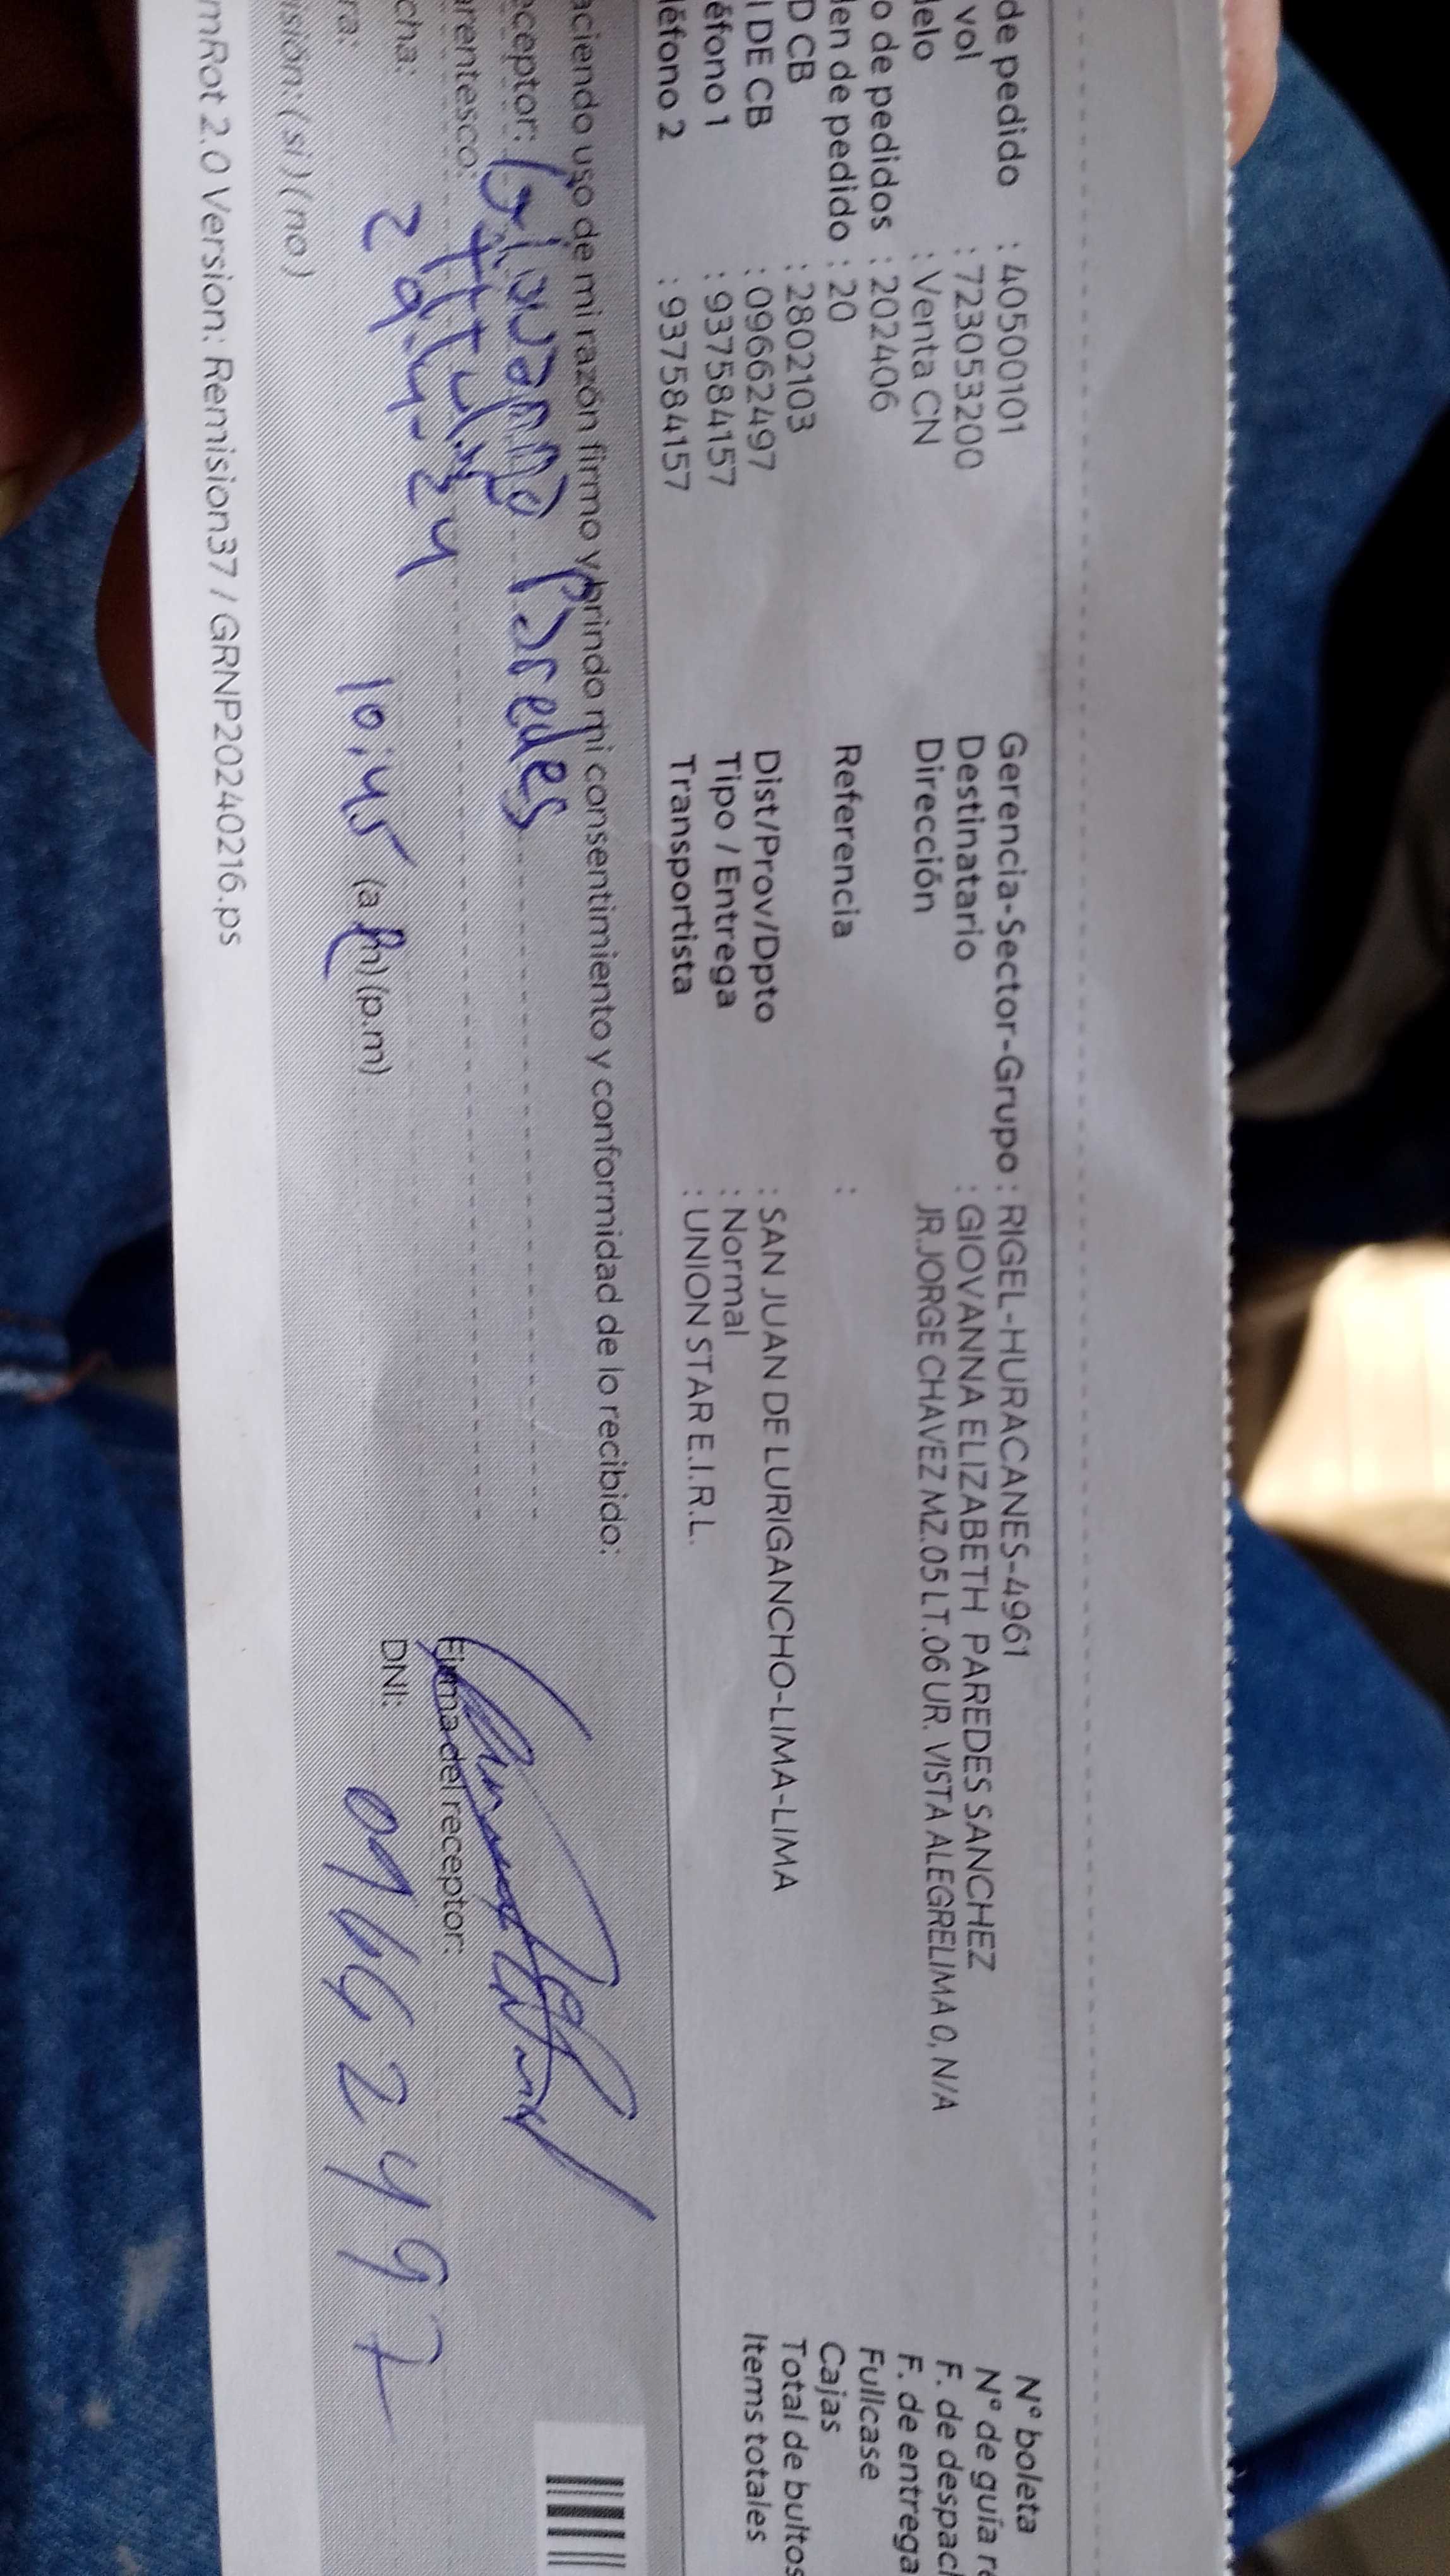 de pedido : 40500101
vol : 723053200
delo : Venta CN
o de pedidos : 202406
den de pedido : 20
D CB : 2802103
I DE CB : 09662497
éfono 1 : 937584157
léfono 2 : 937584157
Gerencia-Sector-Grupo : RIGEL-HURACANES-4961
Destinatario : GIOVANNA ELIZABETH PAREDES SANCHEZ
Dirección JR.JORGE CHAVEZ MZ.05 LT.06 UR. VISTA ALEGRELIMA 0, N/A
Referencia :
Dist/Prov/Dpto : SAN JUAN DE LURIGANCHO-LIMA-LIMA
Tipo / Entrega : Normal
Transportista : UNION STAR E.I.R.L.
N° boleta
N° de guía re
F. de despach
F. de entrega
Fullcase
Cajas
Total de bultos
Items totales
aciendo uso de mi razón firmo y brindo mi consentimiento y conformidad de lo recibido:
eceptor: Giovanna Paredes
arentesco: titular
cha: 29-4-24
ra: 10:45 (a.m) (p.m)
isión: (si) (no)
Firma del receptor:
DNI: 09662497
mRot 2.0 Version: Remision37 / GRNP20240216.ps